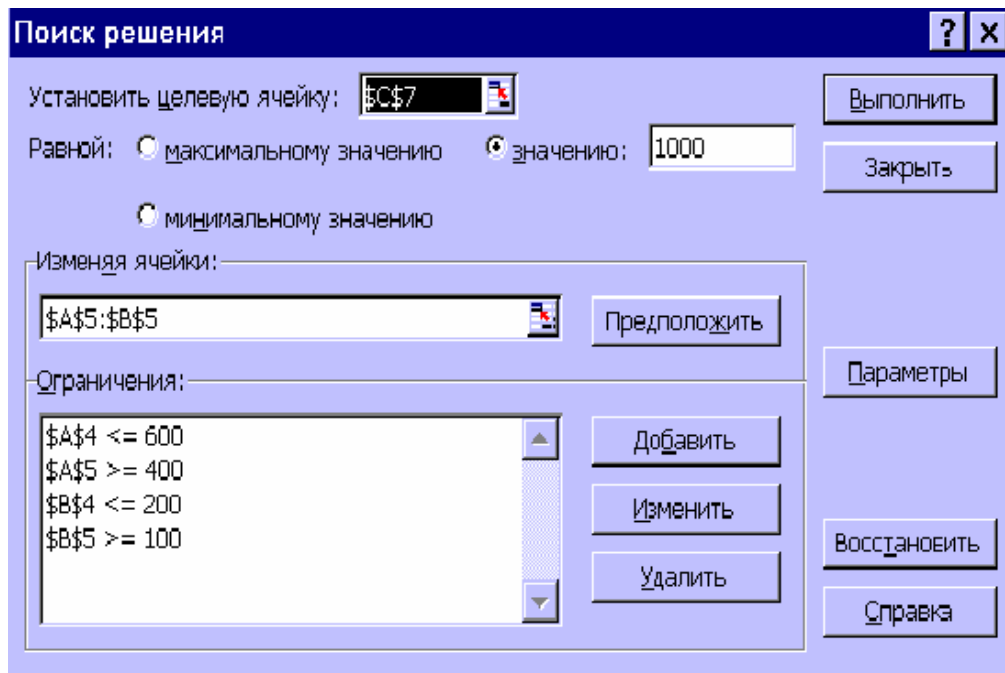 Поиск решения ? X
Установить целевую ячейку: $C$7
Выполнить
Равной: максимальному значению значению: 1000
Закрыть
минимальному значению
Изменяя ячейки:
$A$5:$B$5
Предположить
Ограничения:
Параметры
$A$4 <= 600
$A$5 >= 400
$B$4 <= 200
$B$5 >= 100
Добавить
Изменить
Удалить
Восстановить
Справка